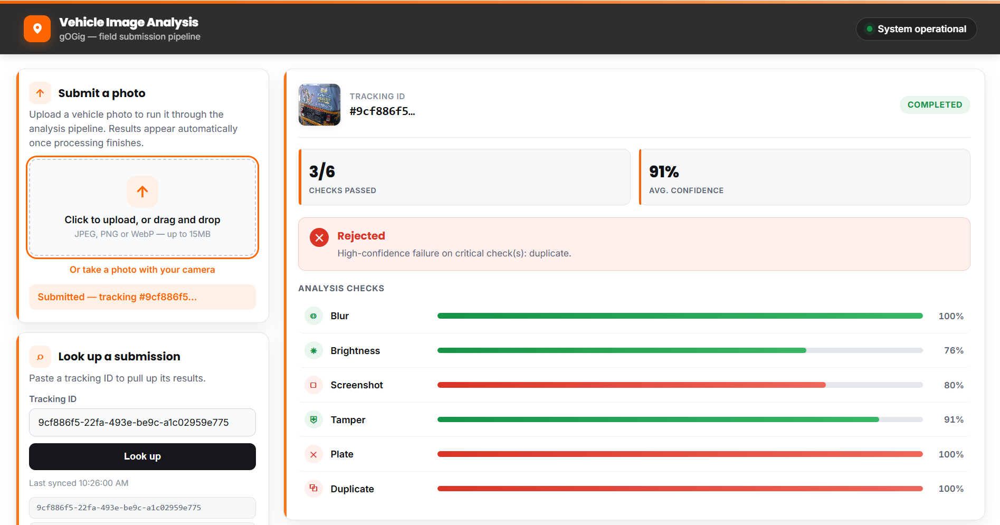 Vehicle Image Analysis
gOGig — field submission pipeline
System operational
Submit a photo
Upload a vehicle photo to run it through the
analysis pipeline. Results appear automatically
once processing finishes.
Click to upload, or drag and drop
JPEG, PNG or WebP — up to 15MB
Or take a photo with your camera
Submitted — tracking #9cf886f5…
Look up a submission
Paste a tracking ID to pull up its results.
Tracking ID
9cf886f5-22fa-493e-be9c-a1c02959e775
Look up
Last synced 10:26:00 AM
9cf886f5-22fa-493e-be9c-a1c02959e775
TRACKING ID
#9cf886f5…
COMPLETED
3/6
CHECKS PASSED
91%
AVG. CONFIDENCE
Rejected
High-confidence failure on critical check(s): duplicate.
ANALYSIS CHECKS
Blur
100%
Brightness
76%
Screenshot
80%
Tamper
91%
Plate
100%
Duplicate
100%